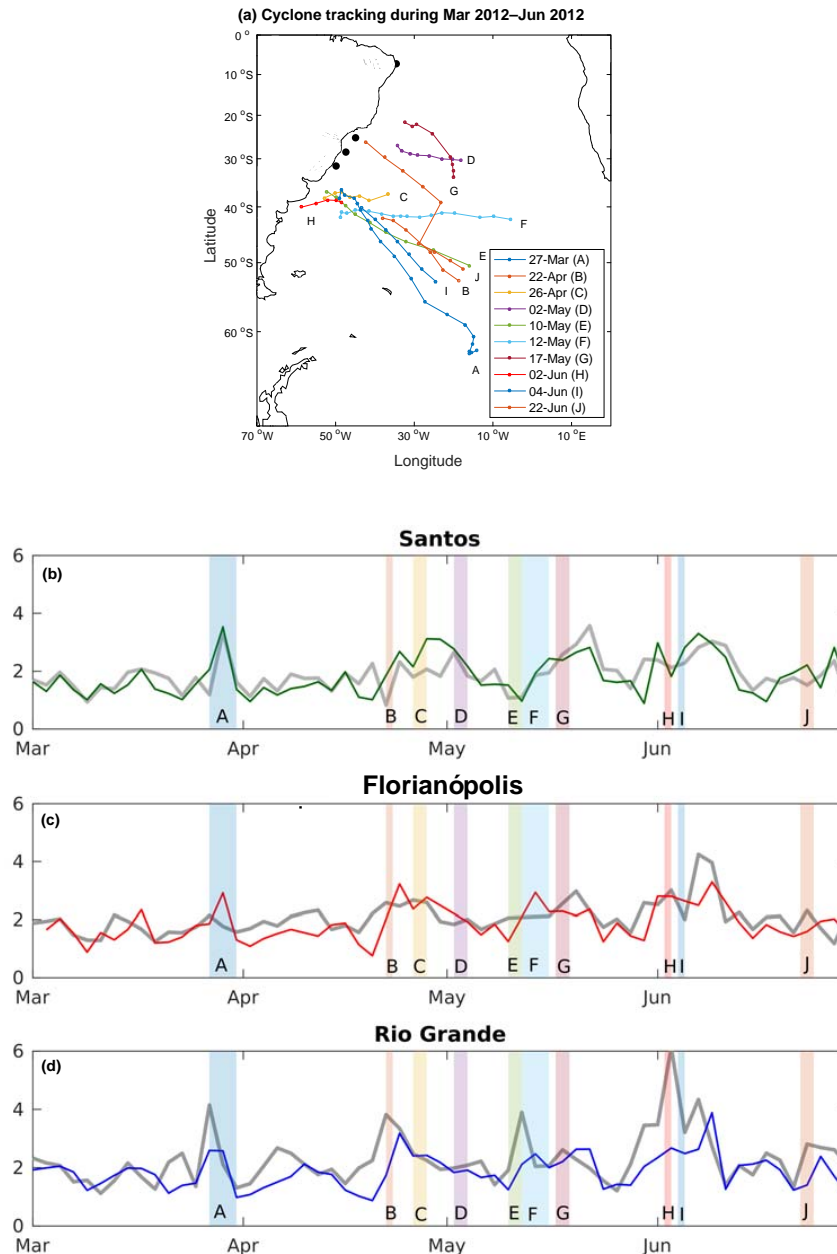 (a) Cyclone tracking during Mar 2012–Jun 2012
0 °
10 °S
20 °S
30 °S
40 °S
50 °S
60 °S
Latitude
D
G
C
H
F
E
J
I
B
A
27-Mar (A)
22-Apr (B)
26-Apr (C)
02-May (D)
10-May (E)
12-May (F)
17-May (G)
02-Jun (H)
04-Jun (I)
22-Jun (J)
70 °W 50 °W 30 °W 10 °W 10 °E
Longitude
Santos
(b)
6
4
2
0
A B C D E F G H I J
Mar Apr May Jun
Florianópolis
(c)
6
4
2
0
A B C D E F G H I J
Mar Apr May Jun
Rio Grande
(d)
6
4
2
0
A B C D E F G H I J
Mar Apr May Jun